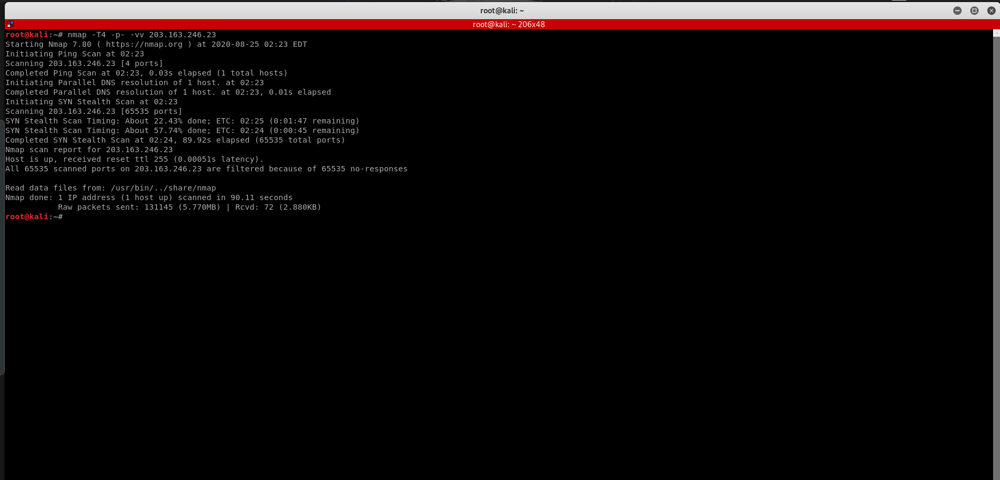 root@kali: ~
root@kali: ~ 206x48
root@kali:~# nmap -T4 -p- -vv 203.163.246.23
Starting Nmap 7.80 ( https://nmap.org ) at 2020-08-25 02:23 EDT
Initiating Ping Scan at 02:23
Scanning 203.163.246.23 [4 ports]
Completed Ping Scan at 02:23, 0.03s elapsed (1 total hosts)
Initiating Parallel DNS resolution of 1 host. at 02:23
Completed Parallel DNS resolution of 1 host. at 02:23, 0.01s elapsed
Initiating SYN Stealth Scan at 02:23
Scanning 203.163.246.23 [65535 ports]
SYN Stealth Scan Timing: About 22.43% done; ETC: 02:25 (0:01:47 remaining)
SYN Stealth Scan Timing: About 57.74% done; ETC: 02:24 (0:00:45 remaining)
Completed SYN Stealth Scan at 02:24, 89.92s elapsed (65535 total ports)
Nmap scan report for 203.163.246.23
Host is up, received reset ttl 255 (0.00051s latency).
All 65535 scanned ports on 203.163.246.23 are filtered because of 65535 no-responses
Read data files from: /usr/bin/../share/nmap
Nmap done: 1 IP address (1 host up) scanned in 90.11 seconds
Raw packets sent: 131145 (5.770MB) | Rcvd: 72 (2.880KB)
root@kali:~#